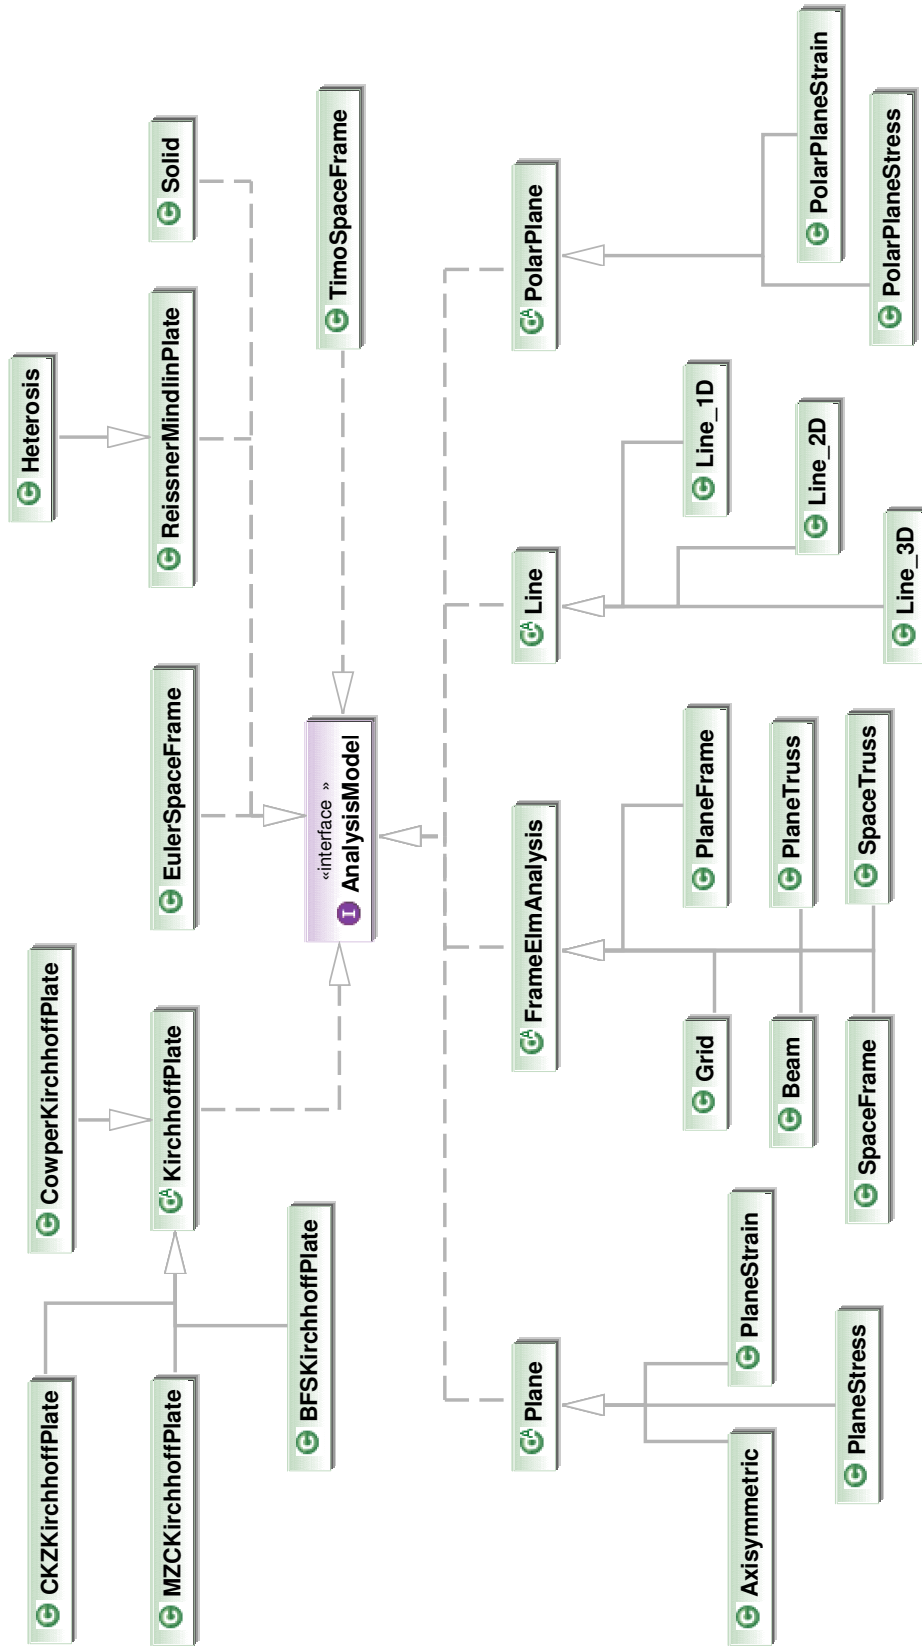 CKZKirchhoffPlate
CowperKirchhoffPlate
Heterosis
MZCKirchhoffPlate
KirchhoffPlate
EulerSpaceFrame
ReissnerMindlinPlate
Solid
BFSKirchhoffPlate
«interface »
AnalysisModel
TimoSpaceFrame
Plane
FrameElmAnalysis
Line
PolarPlane
Axisymmetric
PlaneStrain
PlaneStress
Grid
PlaneFrame
Beam
PlaneTruss
SpaceFrame
SpaceTruss
Line_1D
Line_2D
Line_3D
PolarPlaneStrain
PolarPlaneStress